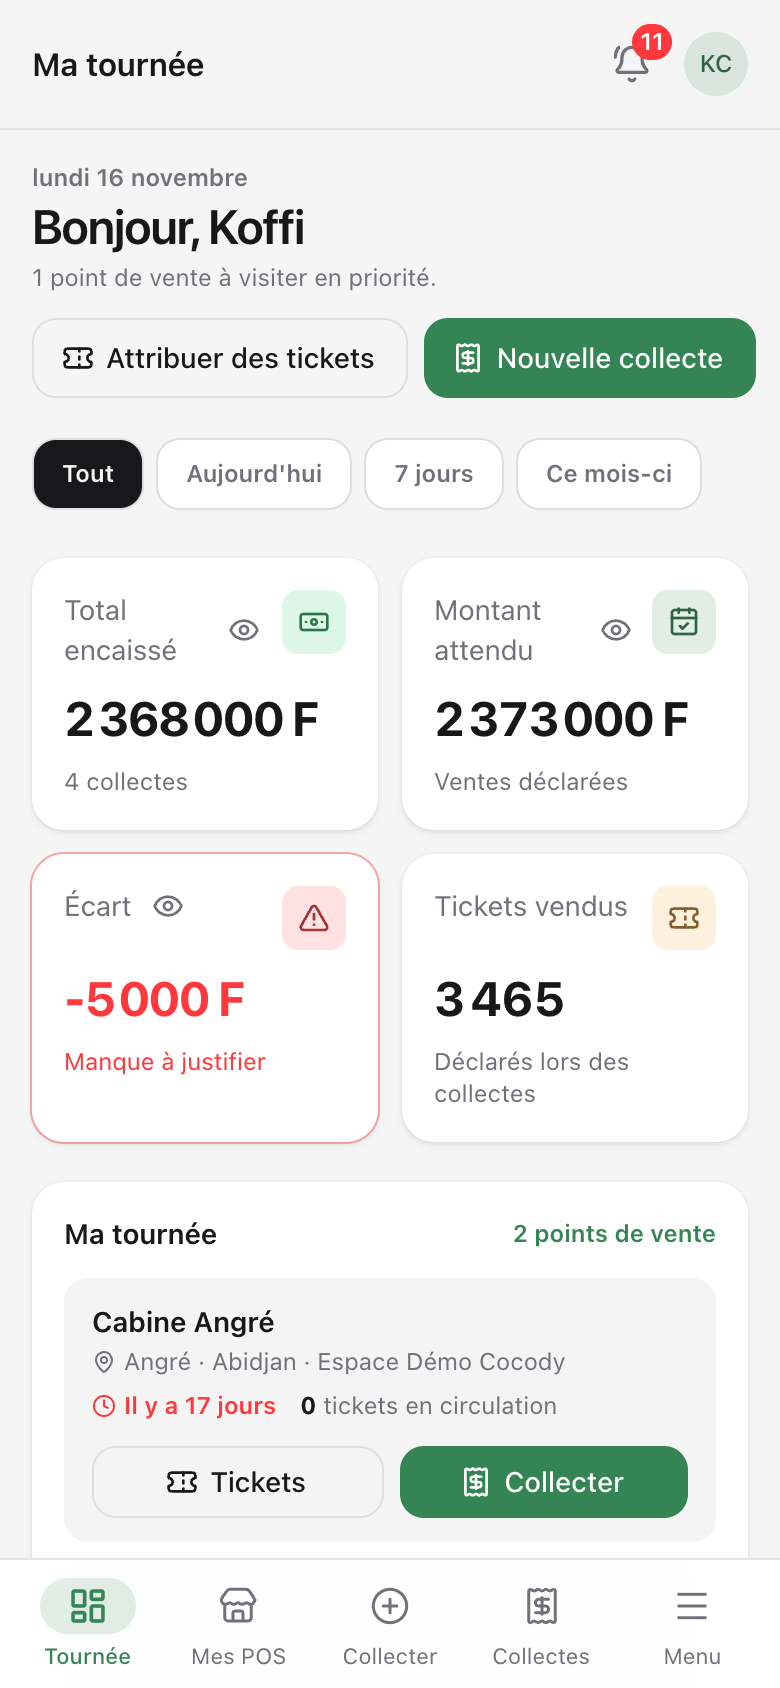 Ma tournée
11
KC
lundi 16 novembre
Bonjour, Koffi
1 point de vente à visiter en priorité.
Attribuer des tickets
Nouvelle collecte
Tout
Aujourd'hui
7 jours
Ce mois-ci
Total encaissé
2 368 000 F
4 collectes
Montant attendu
2 373 000 F
Ventes déclarées
Écart
-5 000 F
Manque à justifier
Tickets vendus
3 465
Déclarés lors des collectes
Ma tournée
2 points de vente
Cabine Angré
Angré · Abidjan · Espace Démo Cocody
Il y a 17 jours 0 tickets en circulation
Tickets
Collecter
Tournée
Mes POS
Collecter
Collectes
Menu